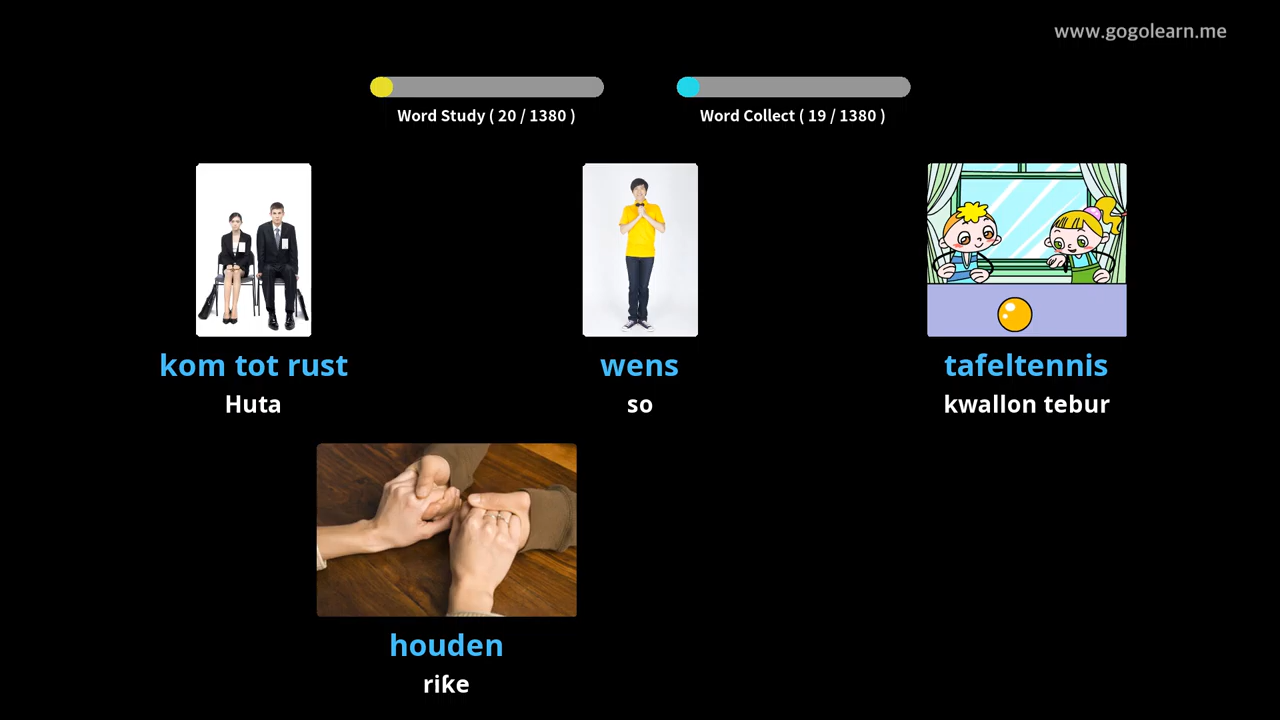 www.gogolearn.me
Word Study ( 20 / 1380 )
Word Collect ( 19 / 1380 )
kom tot rust
Huta
wens
so
tafeltennis
kwallon tebur
houden
riƙe